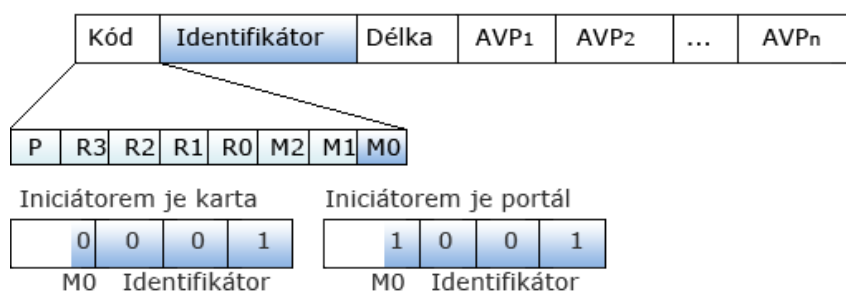 Kód Identifikátor Délka AVP1 AVP2 ... AVPn
P R3 R2 R1 R0 M2 M1 M0
Iniciátorem je karta Iniciátorem je portál
0 0 0 1 1 0 0 1
M0 Identifikátor M0 Identifikátor